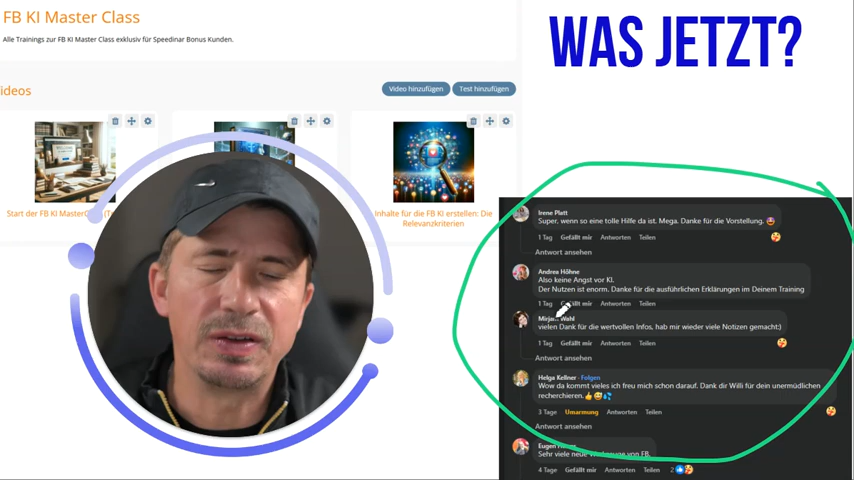 FB KI Master Class
Alle Trainings zur FB KI Master Class exklusiv für Speedinar Bonus Kunden.
WAS JETZT?
ideos
Video hinzufügen
Test hinzufügen
Start der FB KI Master
Inhalte für die FB KI erstellen: Die
Relevanzkriterien
Irene Platt
Super, wenn so eine tolle Hilfe da ist. Mega. Danke für die Vorstellung.
1 Tag Gefällt mir Antworten Teilen
Antwort ansehen
Andrea Höhne
Also keine Angst vor KI.
Der Nutzen ist enorm. Danke für die ausführlichen Erklärungen im Deinem Training
1 Tag Gefällt mir Antworten Teilen
vielen Dank für die wertvollen Infos, hab mir wieder viele Notizen gemacht:)
1 Tag Gefällt mir Antworten Teilen
Antwort ansehen
Helga Kellner · Folgen
Wow da kommt vieles ich freu mich schon darauf. Dank dir Willi für dein unermüdlichen
recherchieren.👍😅💦
3 Tage Umarmung Antworten Teilen
Antwort ansehen
Eugen
Sehr viele neue von FB.
4 Tage Gefällt mir Antworten Teilen 2